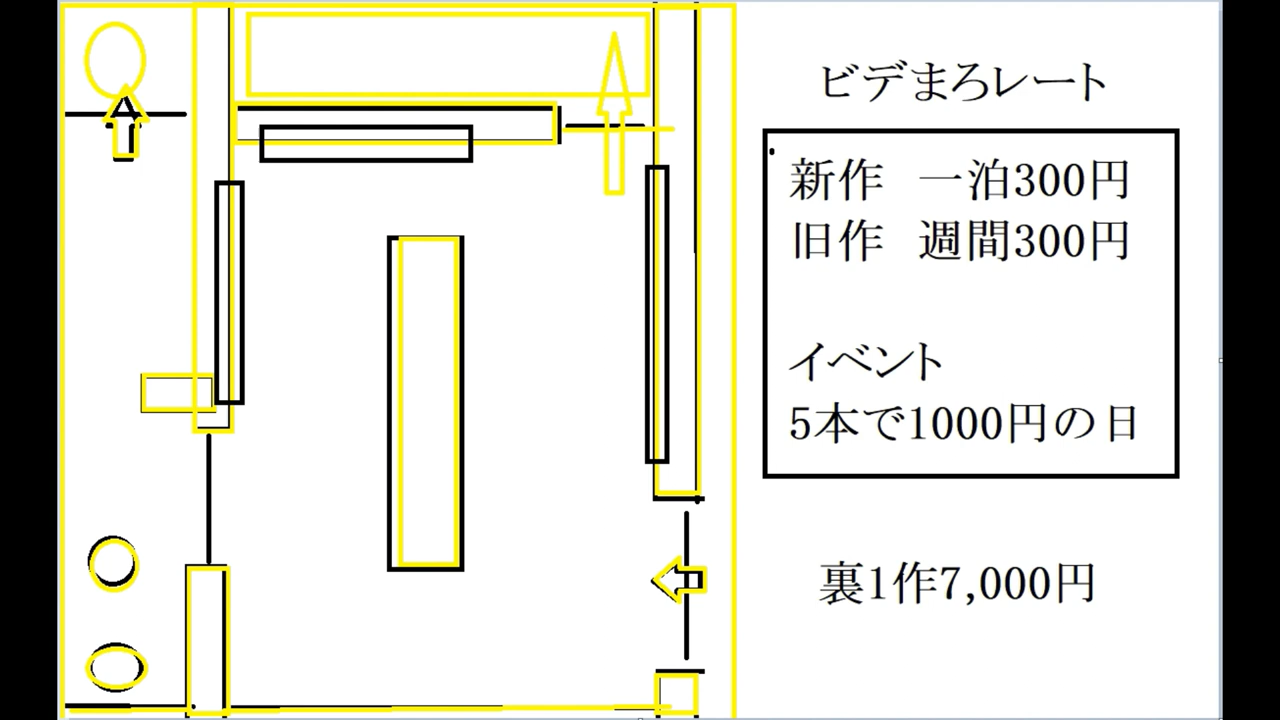 ビデまろレート
新作　一泊300円
旧作　週間300円
イベント
5本で1000円の日
裏1作7,000円